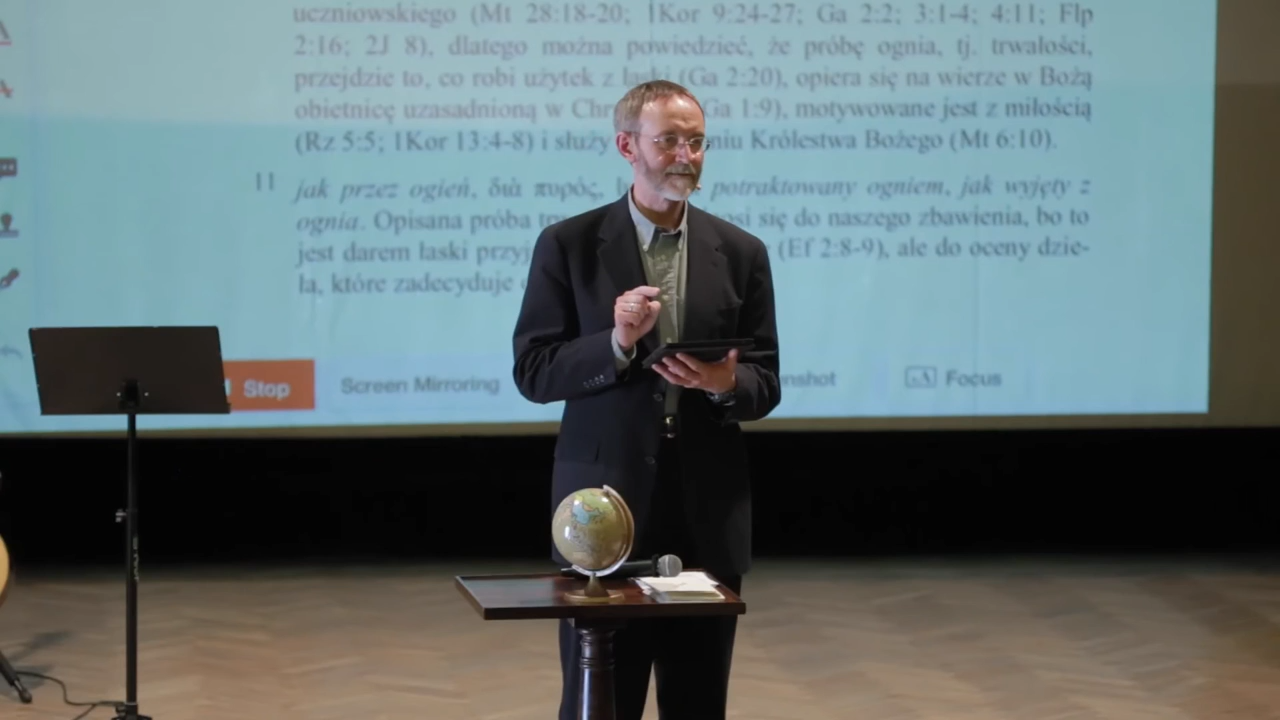 uczniowskiego (Mt 28:18-20; 1Kor 9:24-27; Ga 2:2; 3:1-4; 4:11; Flp
2:16; 2J 8), dlatego można powiedzieć, że próbę ognia, tj. trwałości,
przejdzie to, co robi użytek z łaski (Ga 2:20), opiera się na wierze w Bożą
obietnicę uzasadnioną w Chr Ga 1:9), motywowane jest z miłością
(Rz 5:5; 1Kor 13:4-8) i służy niu Królestwa Bożego (Mt 6:10).
11 jak przez ogień, διὰ πυρός, potraktowany ogniem, jak wyjęty z
ognia. Opisana próba osi się do naszego zbawienia, bo to
jest darem łaski przyj (Ef 2:8-9), ale do oceny dzie-
ła, które zadecyduje
Stop Screen Mirroring nshot Focus